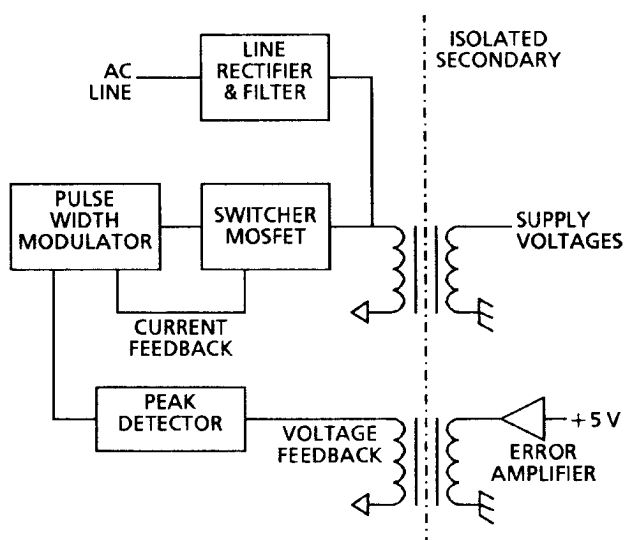 LINE
RECTIFIER
& FILTER
AC
LINE
ISOLATED
SECONDARY
PULSE
WIDTH
MODULATOR
SWITCHER
MOSFET
SUPPLY
VOLTAGES
CURRENT
FEEDBACK
PEAK
DETECTOR
VOLTAGE
FEEDBACK
+5 V
ERROR
AMPLIFIER